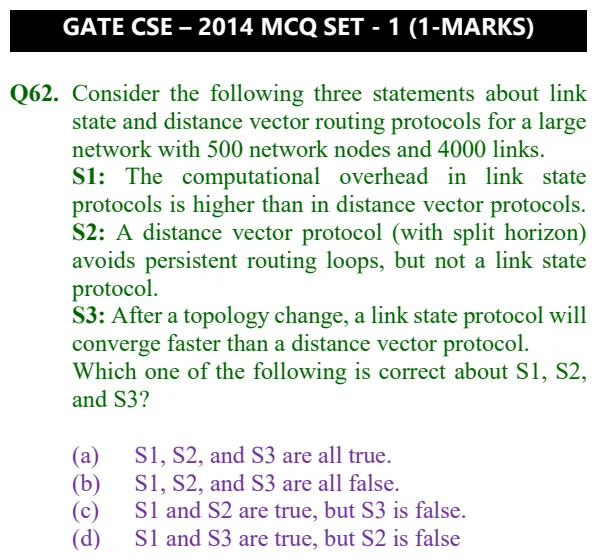 GATE CSE – 2014 MCQ SET - 1 (1-MARKS)
Q62. Consider the following three statements about link
state and distance vector routing protocols for a large
network with 500 network nodes and 4000 links.
S1: The computational overhead in link state
protocols is higher than in distance vector protocols.
S2: A distance vector protocol (with split horizon)
avoids persistent routing loops, but not a link state
protocol.
S3: After a topology change, a link state protocol will
converge faster than a distance vector protocol.
Which one of the following is correct about S1, S2,
and S3?
(a) S1, S2, and S3 are all true.
(b) S1, S2, and S3 are all false.
(c) S1 and S2 are true, but S3 is false.
(d) S1 and S3 are true, but S2 is false